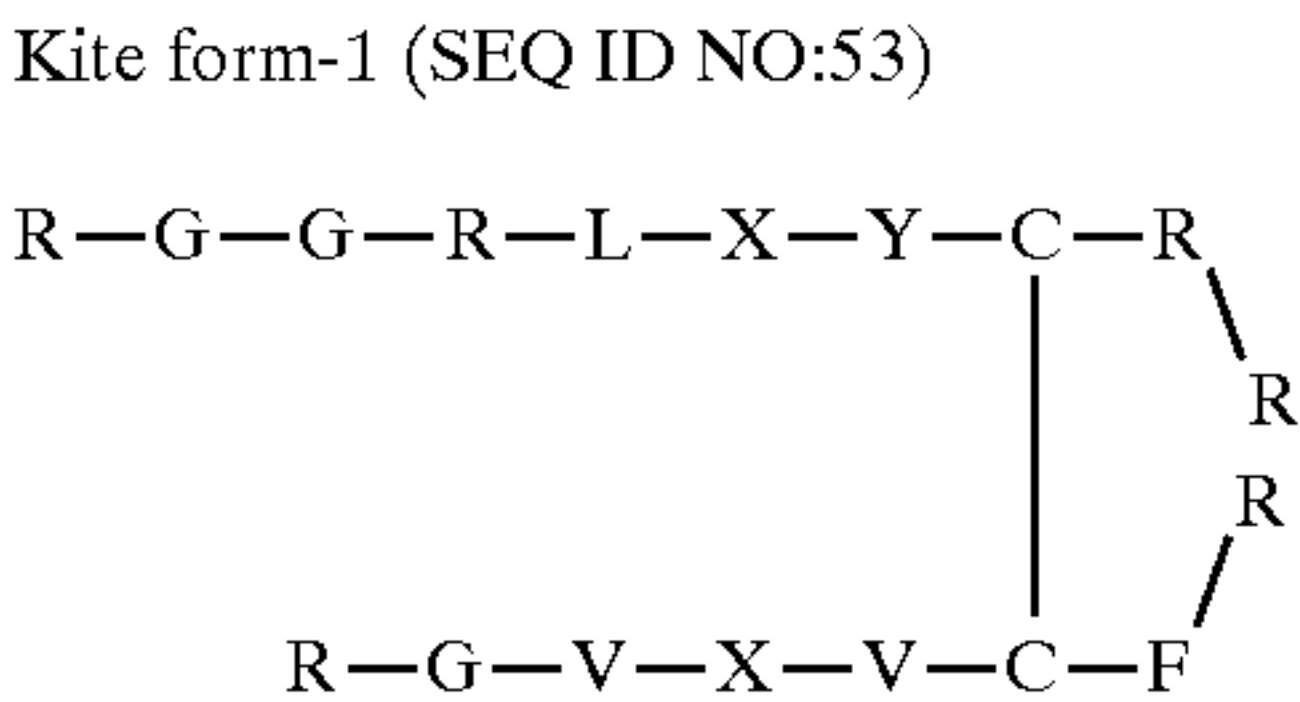 Kite form-1 (SEQ ID NO:53)
R—G—G—R—L—X—Y—C—R
R
R
R—G—V—X—V—C—F